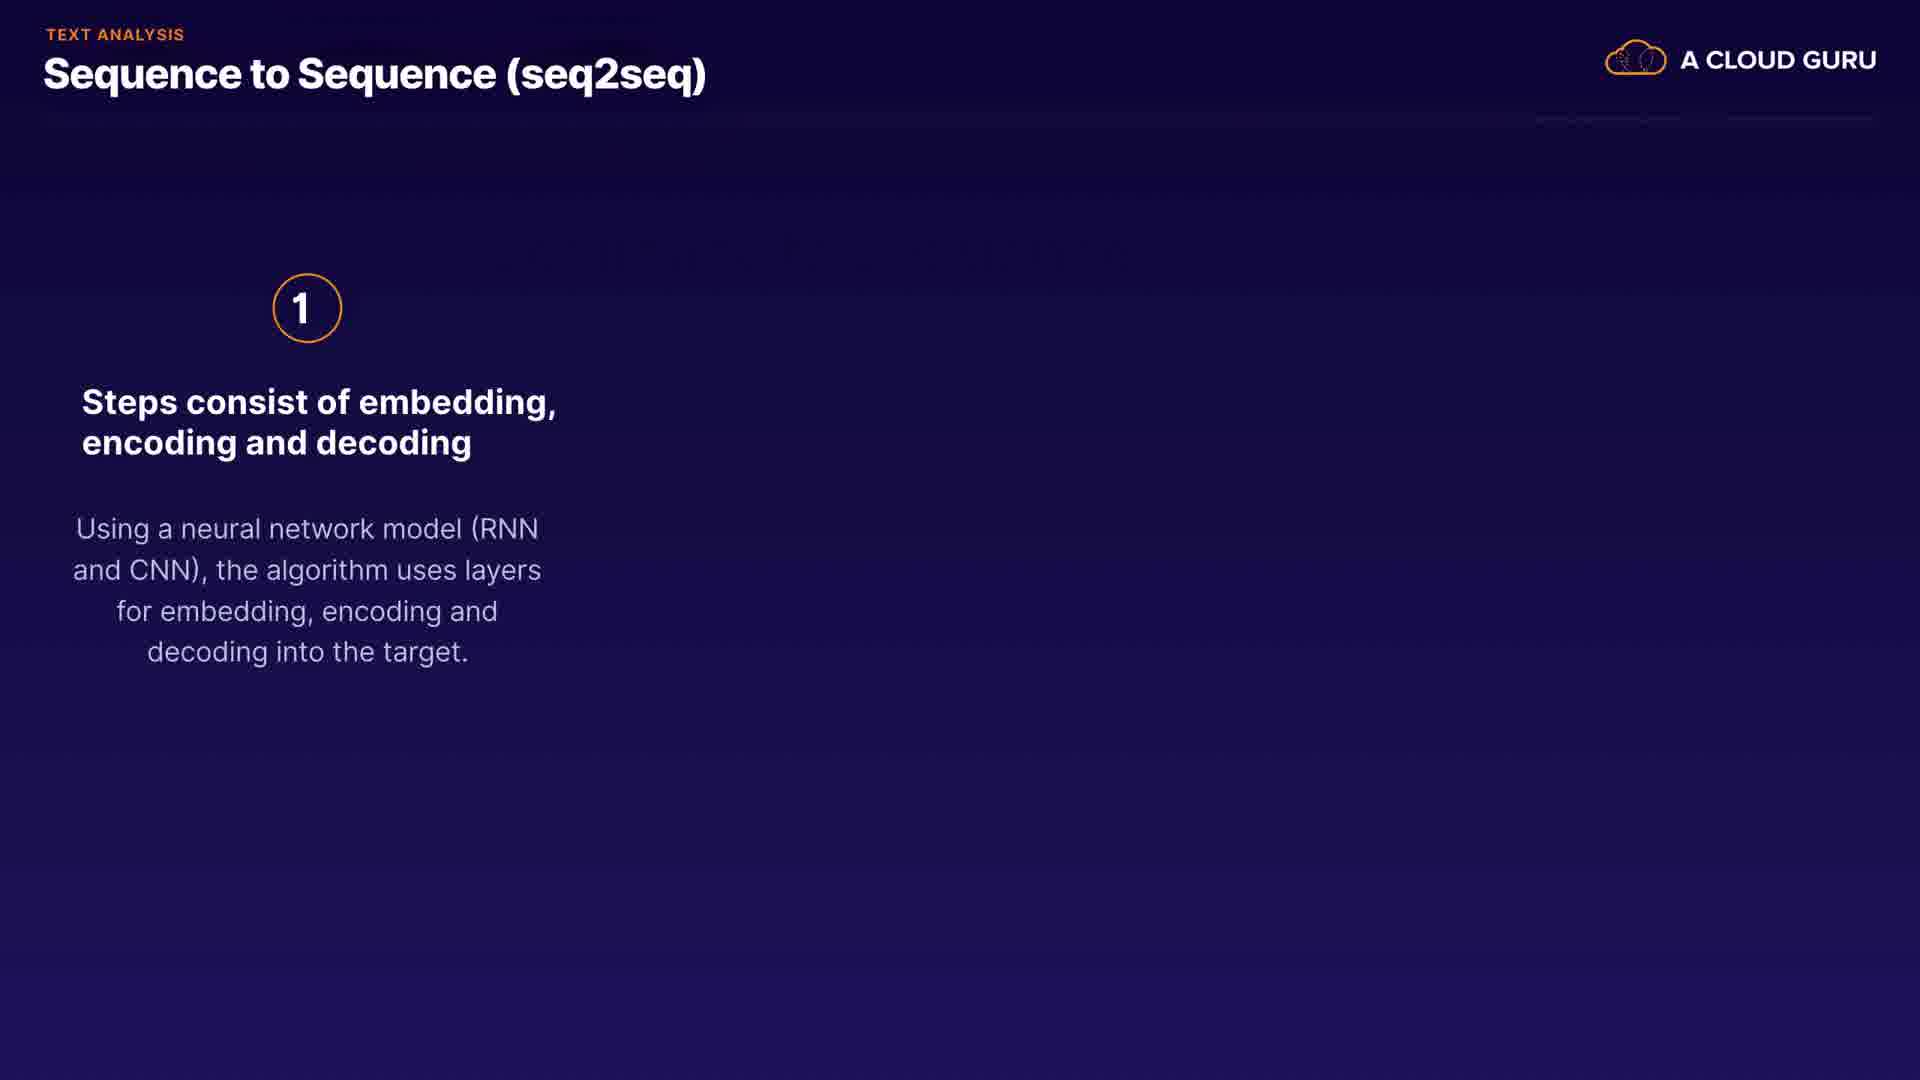 TEXT ANALYSIS
Sequence to Sequence (seq2seq)
A CLOUD GURU
1
Steps consist of embedding,
encoding and decoding
Using a neural network model (RNN
and CNN), the algorithm uses layers
for embedding, encoding and
decoding into the target.